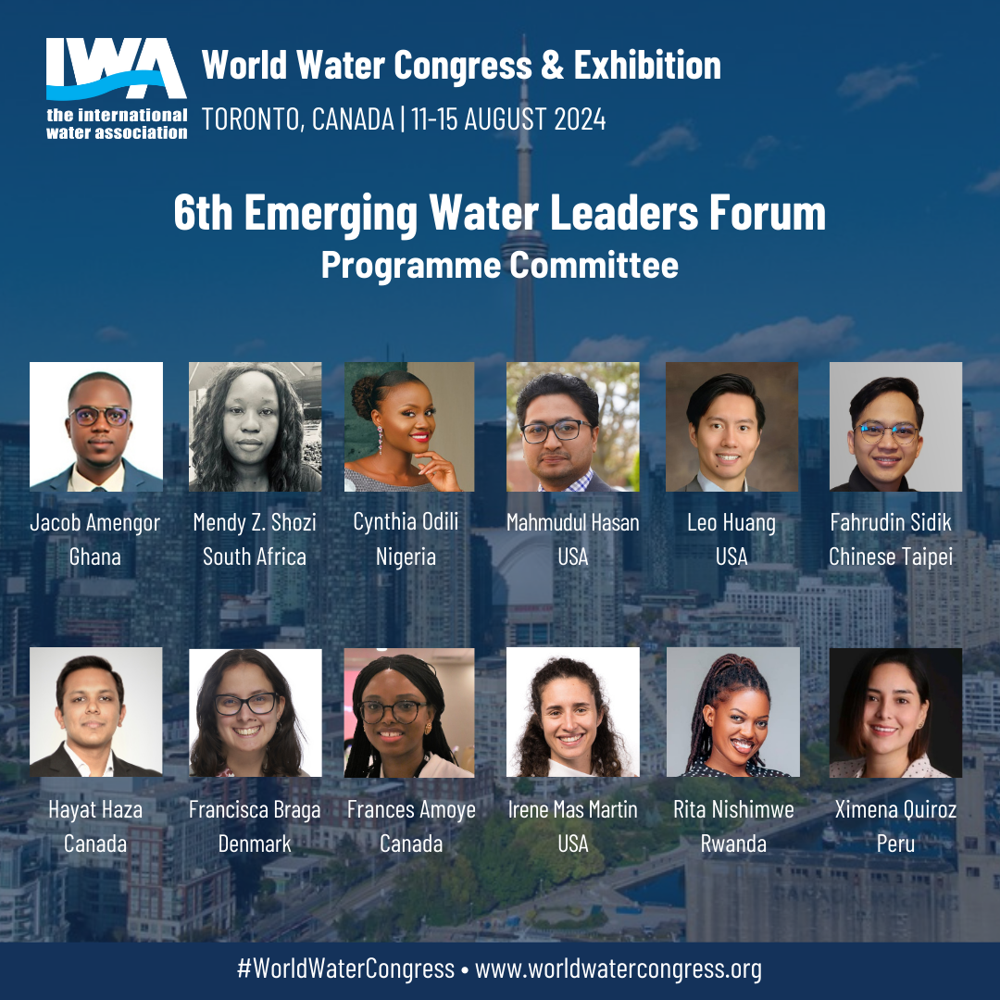 IWA
the international
water association
World Water Congress & Exhibition
TORONTO, CANADA | 11-15 AUGUST 2024
6th Emerging Water Leaders Forum
Programme Committee
Jacob Amengor
Ghana
Mendy Z. Shozi
South Africa
Cynthia Odili
Nigeria
Mahmudul Hasan
USA
Leo Huang
USA
Fahrudin Sidik
Chinese Taipei
Hayat Haza
Canada
Francisca Braga
Denmark
Frances Amoye
Canada
Irene Mas Martin
USA
Rita Nishimwe
Rwanda
Ximena Quiroz
Peru
#WorldWaterCongress • www.worldwatercongress.org